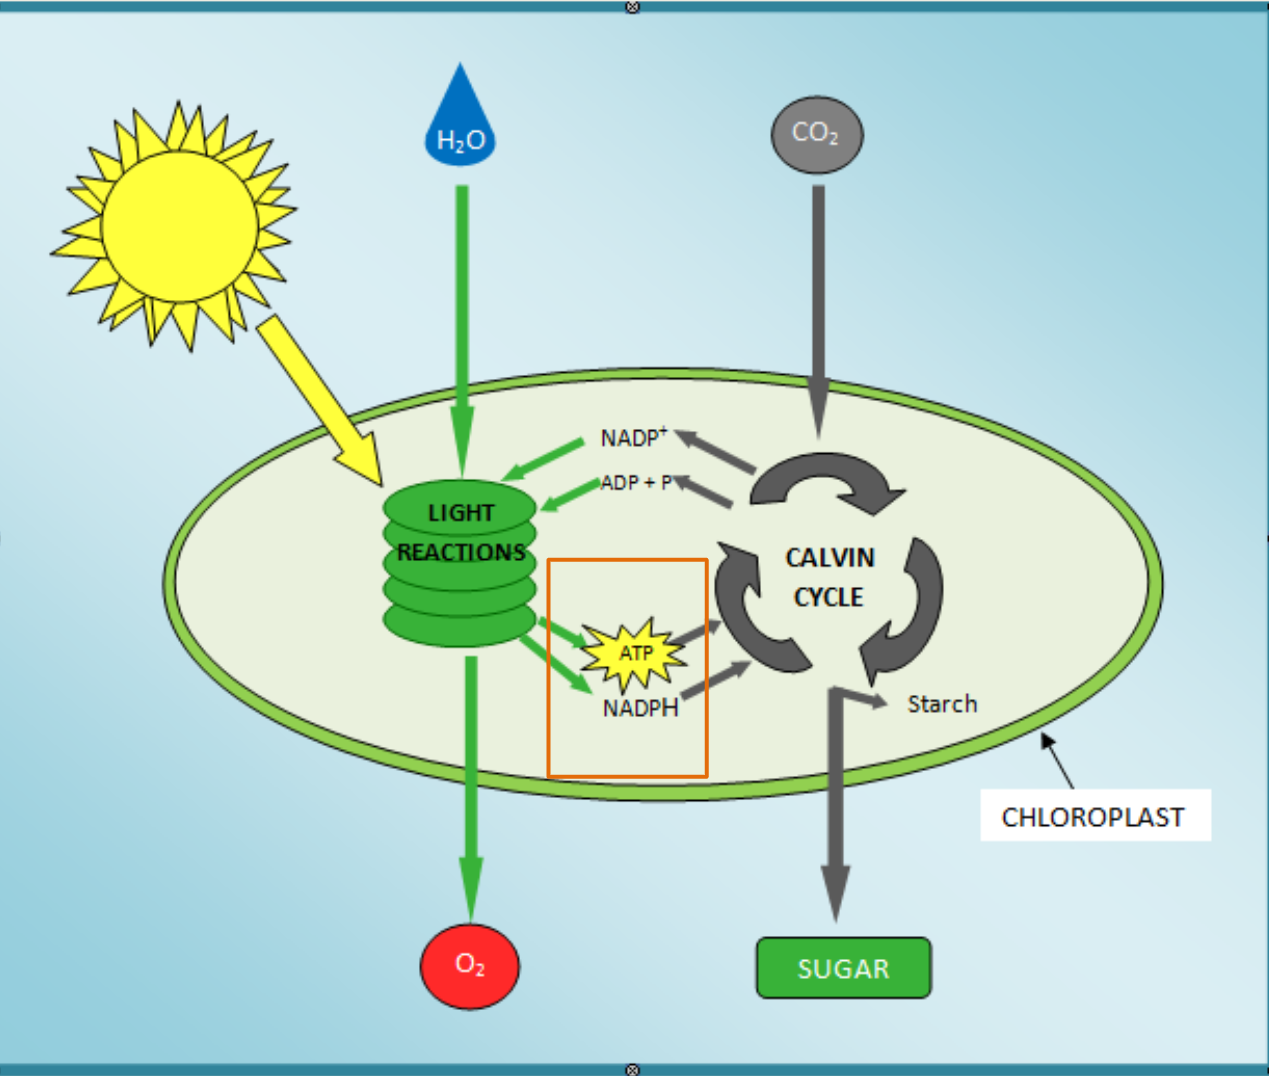 H₂O
CO₂
NADP⁺
ADP + P
LIGHT
REACTIONS
CALVIN
CYCLE
ATP
NADPH
Starch
CHLOROPLAST
O₂
SUGAR